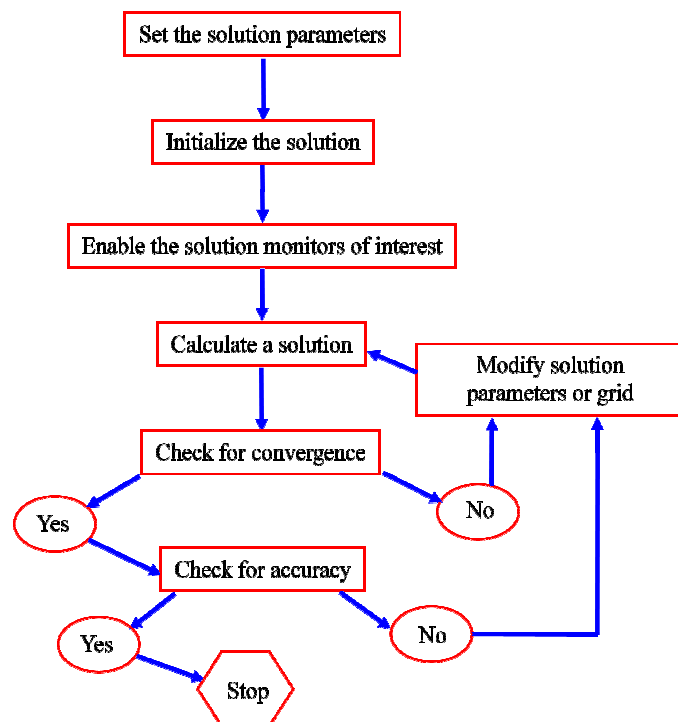 Set the solution parameters
Initialize the solution
Enable the solution monitors of interest
Calculate a solution
Modify solution
parameters or grid
Check for convergence
Yes
No
Check for accuracy
Yes
No
Stop